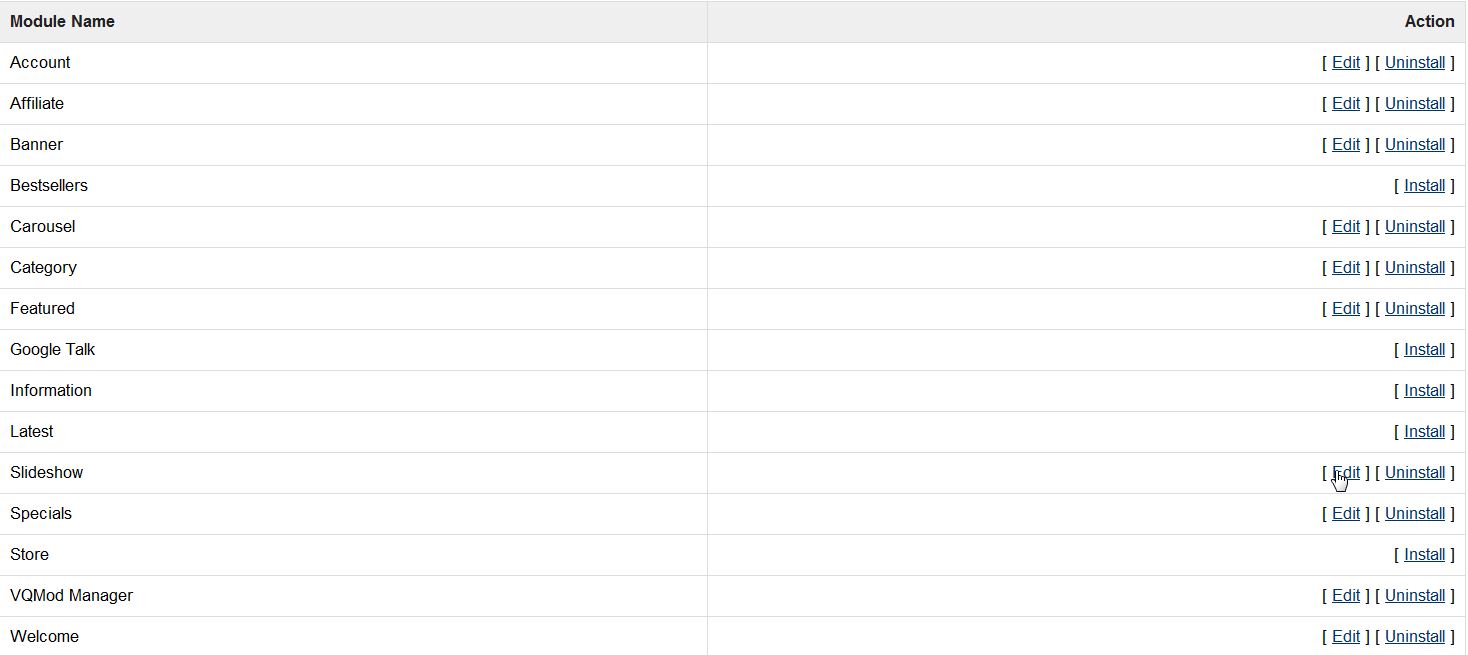 Module Name Action
Account [ Edit ] [ Uninstall ]
Affiliate [ Edit ] [ Uninstall ]
Banner [ Edit ] [ Uninstall ]
Bestsellers [ Install ]
Carousel [ Edit ] [ Uninstall ]
Category [ Edit ] [ Uninstall ]
Featured [ Edit ] [ Uninstall ]
Google Talk [ Install ]
Information [ Install ]
Latest [ Install ]
Slideshow [ Edit ] [ Uninstall ]
Specials [ Edit ] [ Uninstall ]
Store [ Install ]
VQMod Manager [ Edit ] [ Uninstall ]
Welcome [ Edit ] [ Uninstall ]